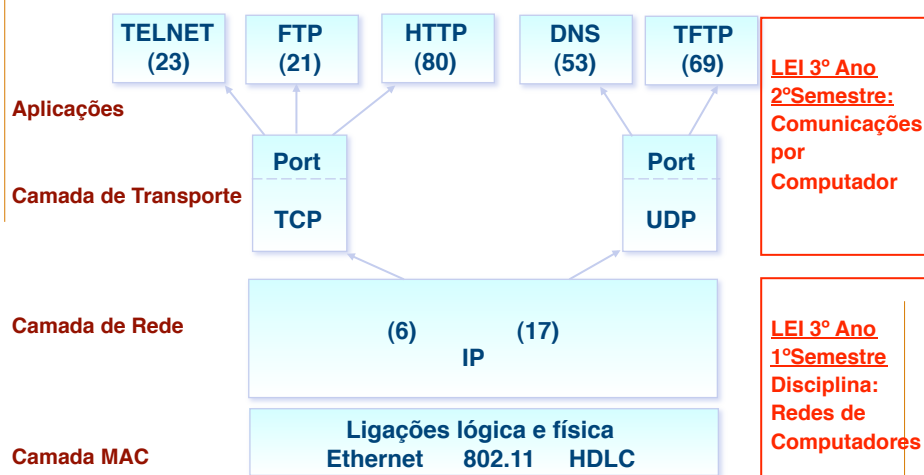 TELNET
(23)
FTP
(21)
HTTP
(80)
DNS
(53)
TFTP
(69)
Aplicações
Port
TCP
Port
UDP
Camada de Transporte
Camada de Rede
(6) (17)
IP
Camada MAC
Ligações lógica e física
Ethernet 802.11 HDLC
LEI 3º Ano
2ºSemestre:
Comunicações
por
Computador
LEI 3º Ano
1ºSemestre
Disciplina:
Redes de
Computadores